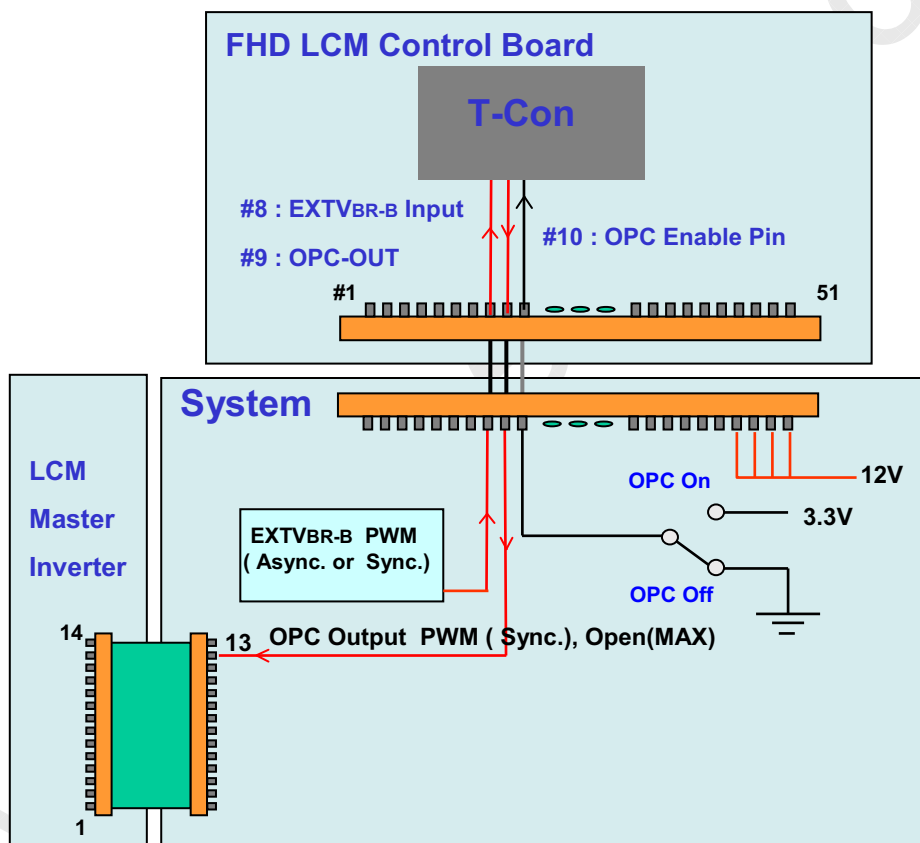 FHD LCM Control Board
T-Con
#8 : EXTVBR-B Input
#9 : OPC-OUT
#10 : OPC Enable Pin
#1
51
System
LCM
Master
Inverter
OPC On
12V
3.3V
EXTVBR-B PWM
( Async. or Sync.)
OPC Off
14
13
OPC Output PWM ( Sync.), Open(MAX)
1